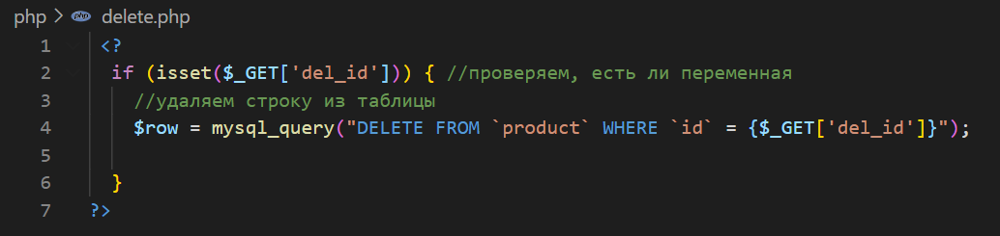 php > delete.php
1 <?
2 if (isset($_GET['del_id'])) { //проверяем, есть ли переменная
3 //удаляем строку из таблицы
4 $row = mysql_query("DELETE FROM `product` WHERE `id` = {$_GET['del_id']}");
5
6 }
7 ?>